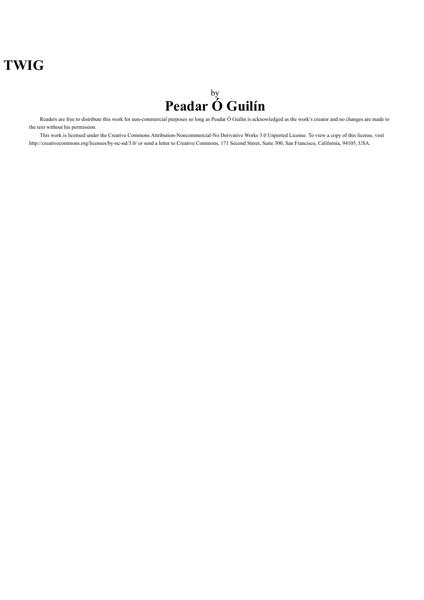 TWIG
by
Peadar Ó Guilín
Readers are free to distribute this work for non-commercial purposes so long as Peadar Ó Guilín is acknowledged as the work's creator and no changes are made to
the text without his permission.
This work is licensed under the Creative Commons Attribution-Noncommercial-No Derivative Works 3.0 Unported License. To view a copy of this license, visit
http://creativecommons.org/licenses/by-nc-nd/3.0/ or send a letter to Creative Commons, 171 Second Street, Suite 300, San Francisco, California, 94105, USA.